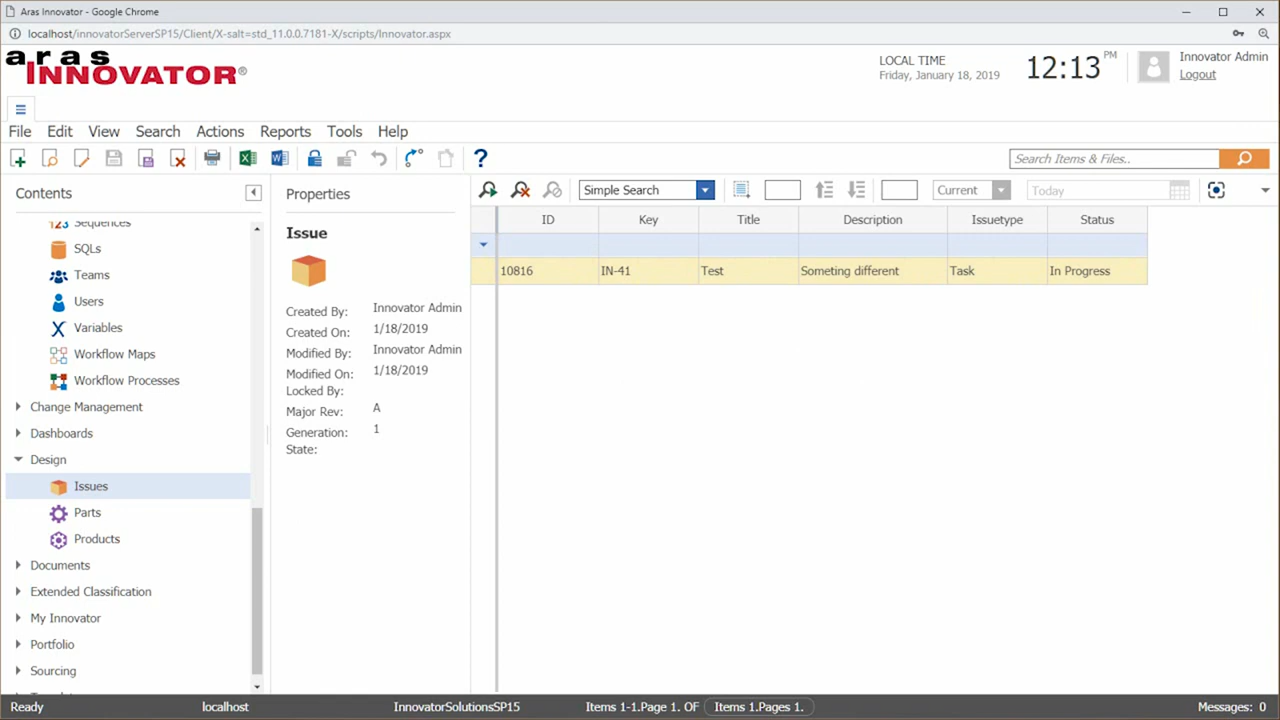 Aras Innovator - Google Chrome
localhost/innovatorServerSP15/Client/X-salt=std_11.0.0.7181-X/scripts/Innovator.aspx
aras
INNOVATOR®
LOCAL TIME
Friday, January 18, 2019
12:13 PM
Innovator Admin
Logout
File Edit View Search Actions Reports Tools Help
Search Items & Files..
Contents
Sequences
SQLs
Teams
Users
Variables
Workflow Maps
Workflow Processes
Change Management
Dashboards
Design
Issues
Parts
Products
Documents
Extended Classification
My Innovator
Portfolio
Sourcing
Properties
Issue
Created By: Innovator Admin
Created On: 1/18/2019
Modified By: Innovator Admin
Modified On: 1/18/2019
Locked By:
Major Rev: A
Generation: 1
State:
Simple Search Current Today
ID Key Title Description Issuetype Status
10816 IN-41 Test Someting different Task In Progress
Ready localhost InnovatorSolutionsSP15 Items 1-1.Page 1. OF Items 1.Pages 1. Messages: 0